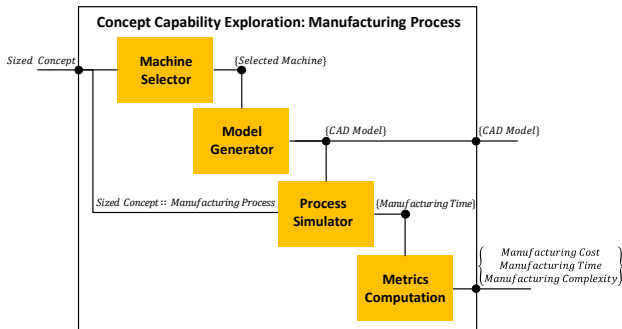 Concept Capability Exploration: Manufacturing Process
Sized Concept
Machine
Selector
{Selected Machine}
Model
Generator
{CAD Model}
{CAD Model}
Sized Concept :: Manufacturing Process
Process
Simulator
{Manufacturing Time}
Metrics
Computation
Manufacturing Cost
Manufacturing Time
Manufacturing Complexity